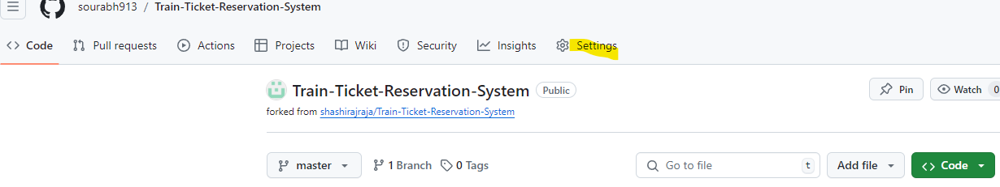 sourabh913 / Train-Ticket-Reservation-System
Code Pull requests Actions Projects Wiki Security Insights Settings
Train-Ticket-Reservation-System Public Pin Watch 0
forked from shashirajraja/Train-Ticket-Reservation-System
master 1 Branch 0 Tags Go to file t Add file Code